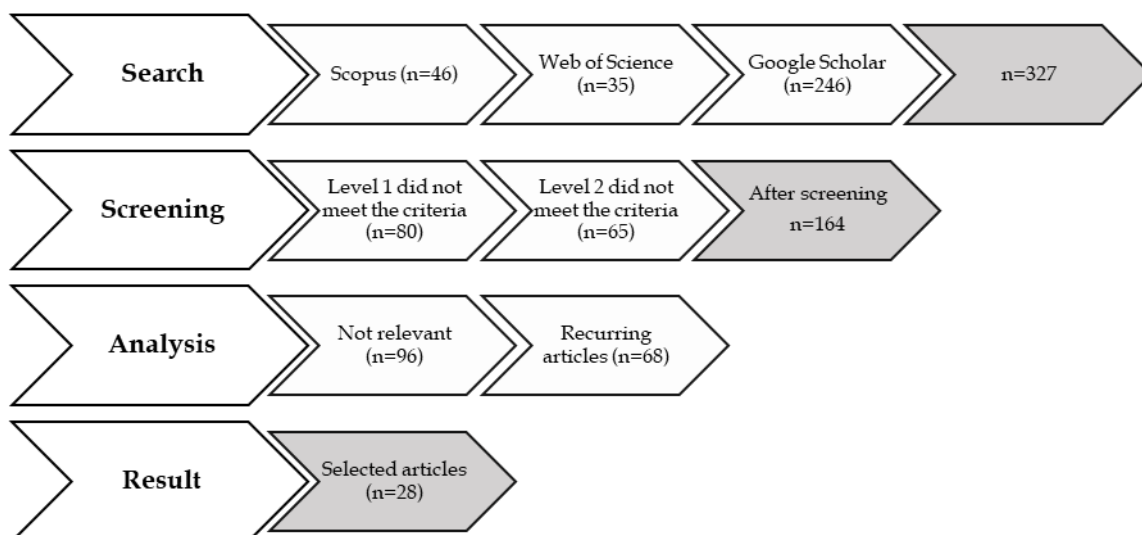 Search
Scopus (n=46)
Web of Science
(n=35)
Google Scholar
(n=246)
n=327
Screening
Level 1 did not
meet the criteria
(n=80)
Level 2 did not
meet the criteria
(n=65)
After screening
n=164
Analysis
Not relevant
(n=96)
Recurring
articles (n=68)
Result
Selected articles
(n=28)